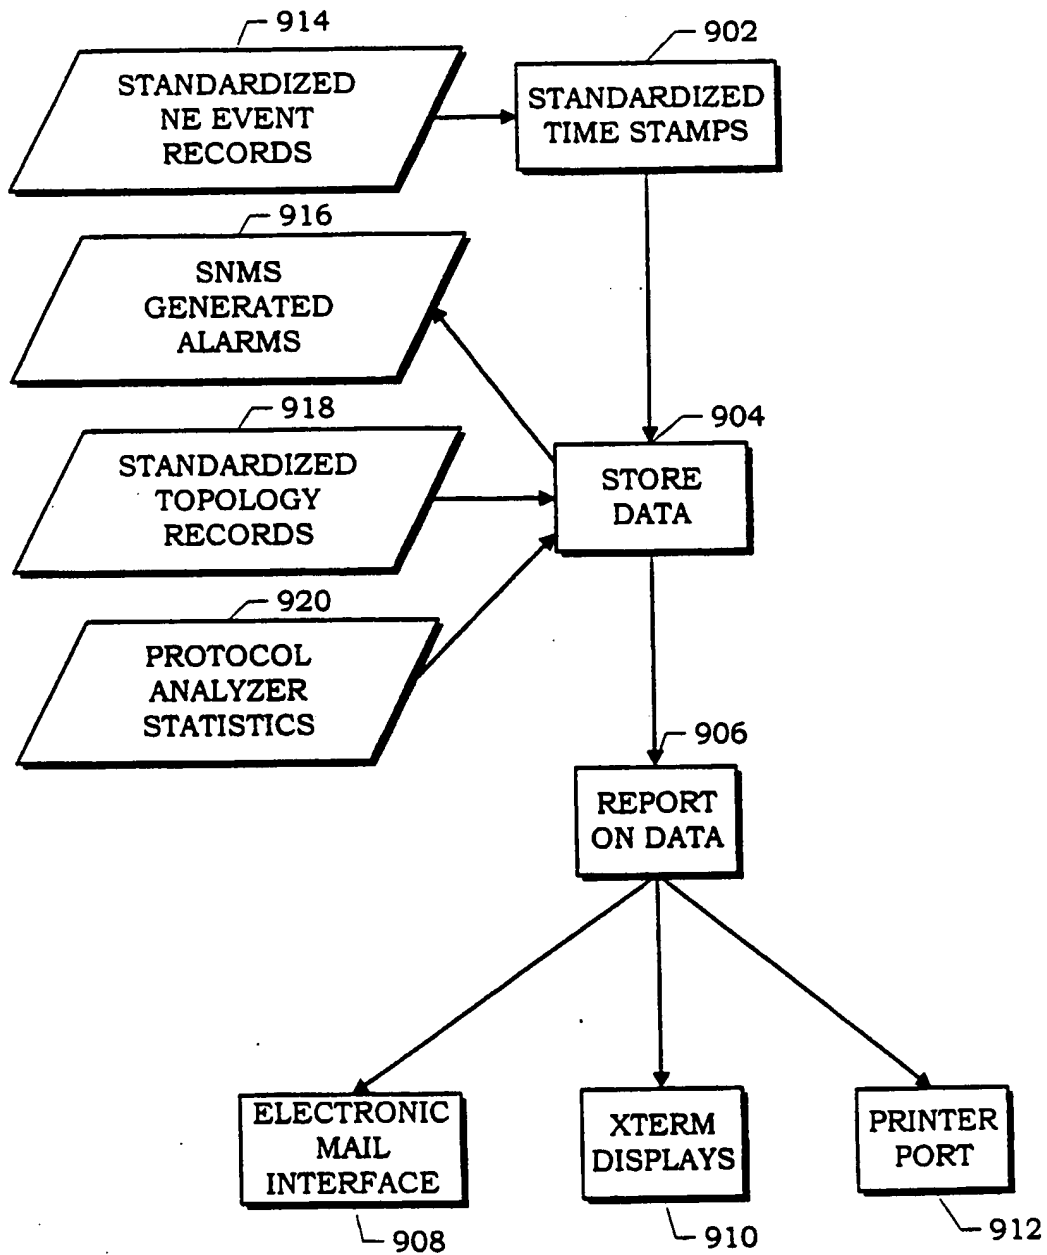 914
STANDARDIZED
NE EVENT
RECORDS
902
STANDARDIZED
TIME STAMPS
916
SNMS
GENERATED
ALARMS
918
STANDARDIZED
TOPOLOGY
RECORDS
904
STORE
DATA
920
PROTOCOL
ANALYZER
STATISTICS
906
REPORT
ON DATA
ELECTRONIC
MAIL
INTERFACE
908
XTERM
DISPLAYS
910
PRINTER
PORT
912